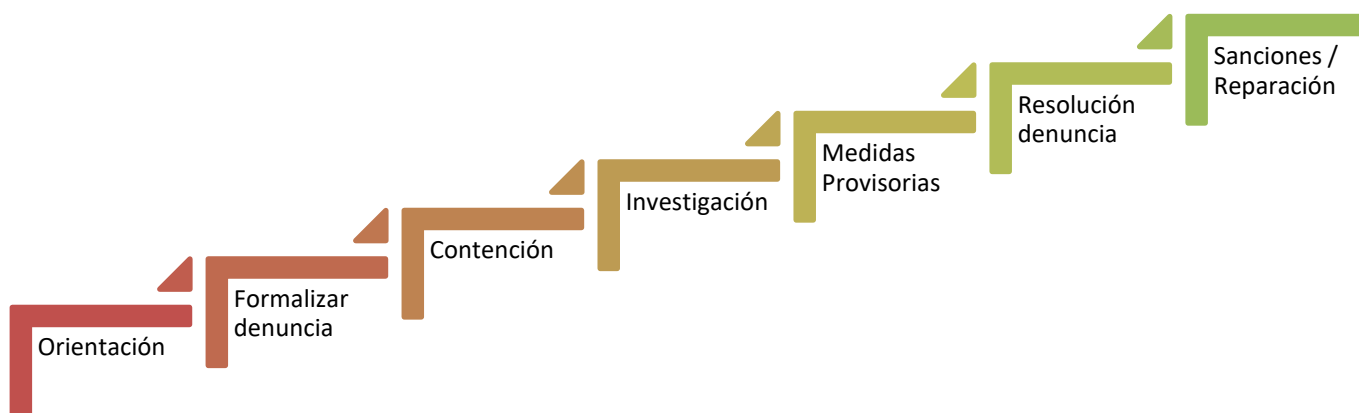 Orientación
Formalizar
denuncia
Contención
Investigación
Medidas
Provisorias
Resolución
denuncia
Sanciones /
Reparación